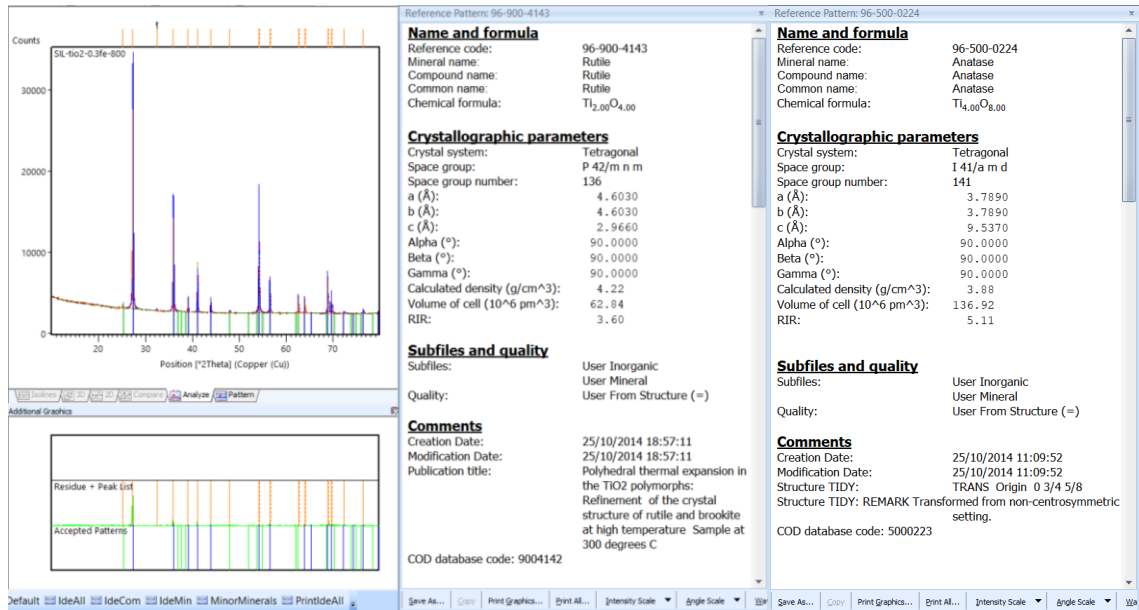 Counts
SIL-tio2-0.3fe-800
30000
20000
10000
0
20 30 40 50 60 70
Position [°2Theta] (Copper (Cu))
Isolines 3D 2D Compare Analyze Pattern
Additional Graphics
Residue + Peak List
Accepted Patterns
Default IdeAll IdeCom IdeMin MinorMinerals PrintIdeAll
Reference Pattern: 96-900-4143
Name and formula
Reference code: 96-900-4143
Mineral name: Rutile
Compound name: Rutile
Common name: Rutile
Chemical formula: Ti2.00O4.00
Crystallographic parameters
Crystal system: Tetragonal
Space group: P 42/m n m
Space group number: 136
a (Å): 4.6030
b (Å): 4.6030
c (Å): 2.9660
Alpha (°): 90.0000
Beta (°): 90.0000
Gamma (°): 90.0000
Calculated density (g/cm^3): 4.22
Volume of cell (10^6 pm^3): 62.84
RIR: 3.60
Subfiles and quality
Subfiles: User Inorganic
User Mineral
Quality: User From Structure (=)
Comments
Creation Date: 25/10/2014 18:57:11
Modification Date: 25/10/2014 18:57:11
Publication title: Polyhedral thermal expansion in
the TiO2 polymorphs:
Refinement of the crystal
structure of rutile and brookite
at high temperature Sample at
300 degrees C
COD database code: 9004142
Save As... Copy Print Graphics... Print All... Intensity Scale Angle Scale
Reference Pattern: 96-500-0224
Name and formula
Reference code: 96-500-0224
Mineral name: Anatase
Compound name: Anatase
Common name: Anatase
Chemical formula: Ti4.00O8.00
Crystallographic parameters
Crystal system: Tetragonal
Space group: I 41/a m d
Space group number: 141
a (Å): 3.7890
b (Å): 3.7890
c (Å): 9.5370
Alpha (°): 90.0000
Beta (°): 90.0000
Gamma (°): 90.0000
Calculated density (g/cm^3): 3.88
Volume of cell (10^6 pm^3): 136.92
RIR: 5.11
Subfiles and quality
Subfiles: User Inorganic
User Mineral
Quality: User From Structure (=)
Comments
Creation Date: 25/10/2014 11:09:52
Modification Date: 25/10/2014 11:09:52
Structure TIDY: TRANS Origin 0 3/4 5/8
Structure TIDY: REMARK Transformed from non-centrosymmetric
setting.
COD database code: 5000223
Save As... Copy Print Graphics... Print All... Intensity Scale Angle Scale